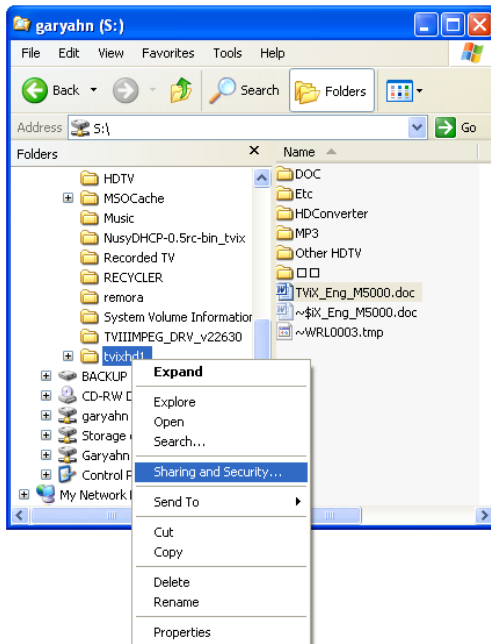 garyahn (S:)
File Edit View Favorites Tools Help
Back Search Folders
Address S:\ Go
Folders X Name
HDTV
MSOCache
Music
NusyDHCP-0.5rc-bin_tvix
Recorded TV
RECYCLER
remora
System Volume Information
TVIIIMPEG_DRV_v22630
tvixhd1
BACKUP
CD-RW D
garyahn
Storage
Garyahn
Control P
My Network
DOC
Etc
HDConverter
MP3
Other HDTV
□□
TViX_Eng_M5000.doc
~$iX_Eng_M5000.doc
~WRL0003.tmp
Expand
Explore
Open
Search...
Sharing and Security...
Send To
Cut
Copy
Delete
Rename
Properties